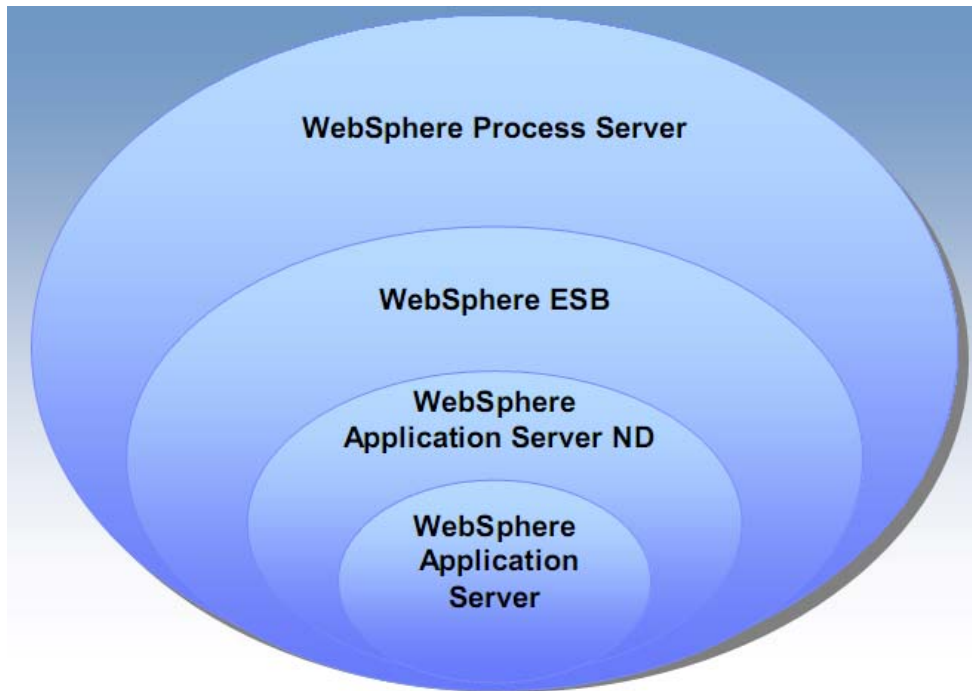 WebSphere Process Server
WebSphere ESB
WebSphere
Application Server ND
WebSphere
Application
Server